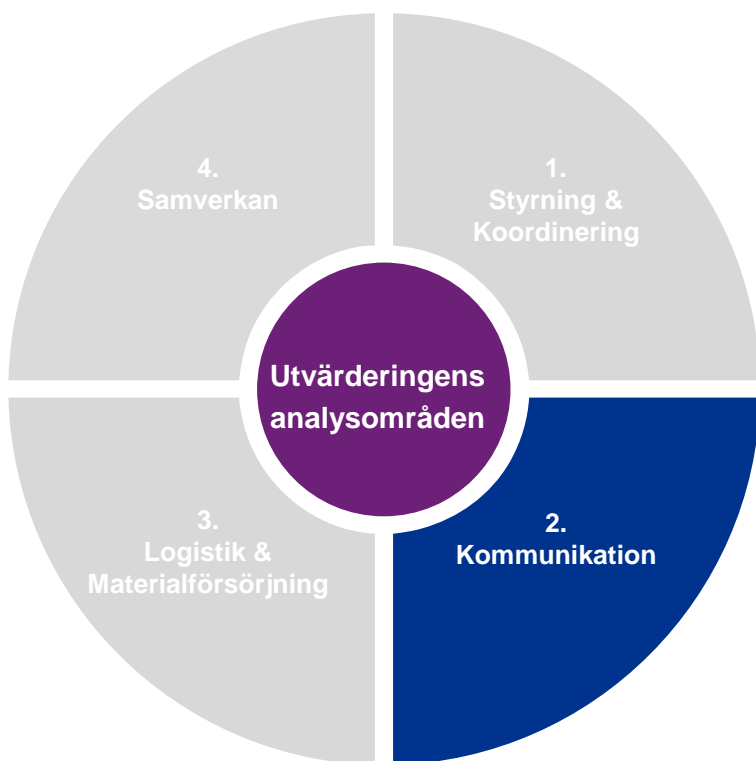 4.
Samverkan
1.
Styrning &
Koordinering
Utvärderingens
analysområden
3.
Logistik &
Materialförsörjning
2.
Kommunikation